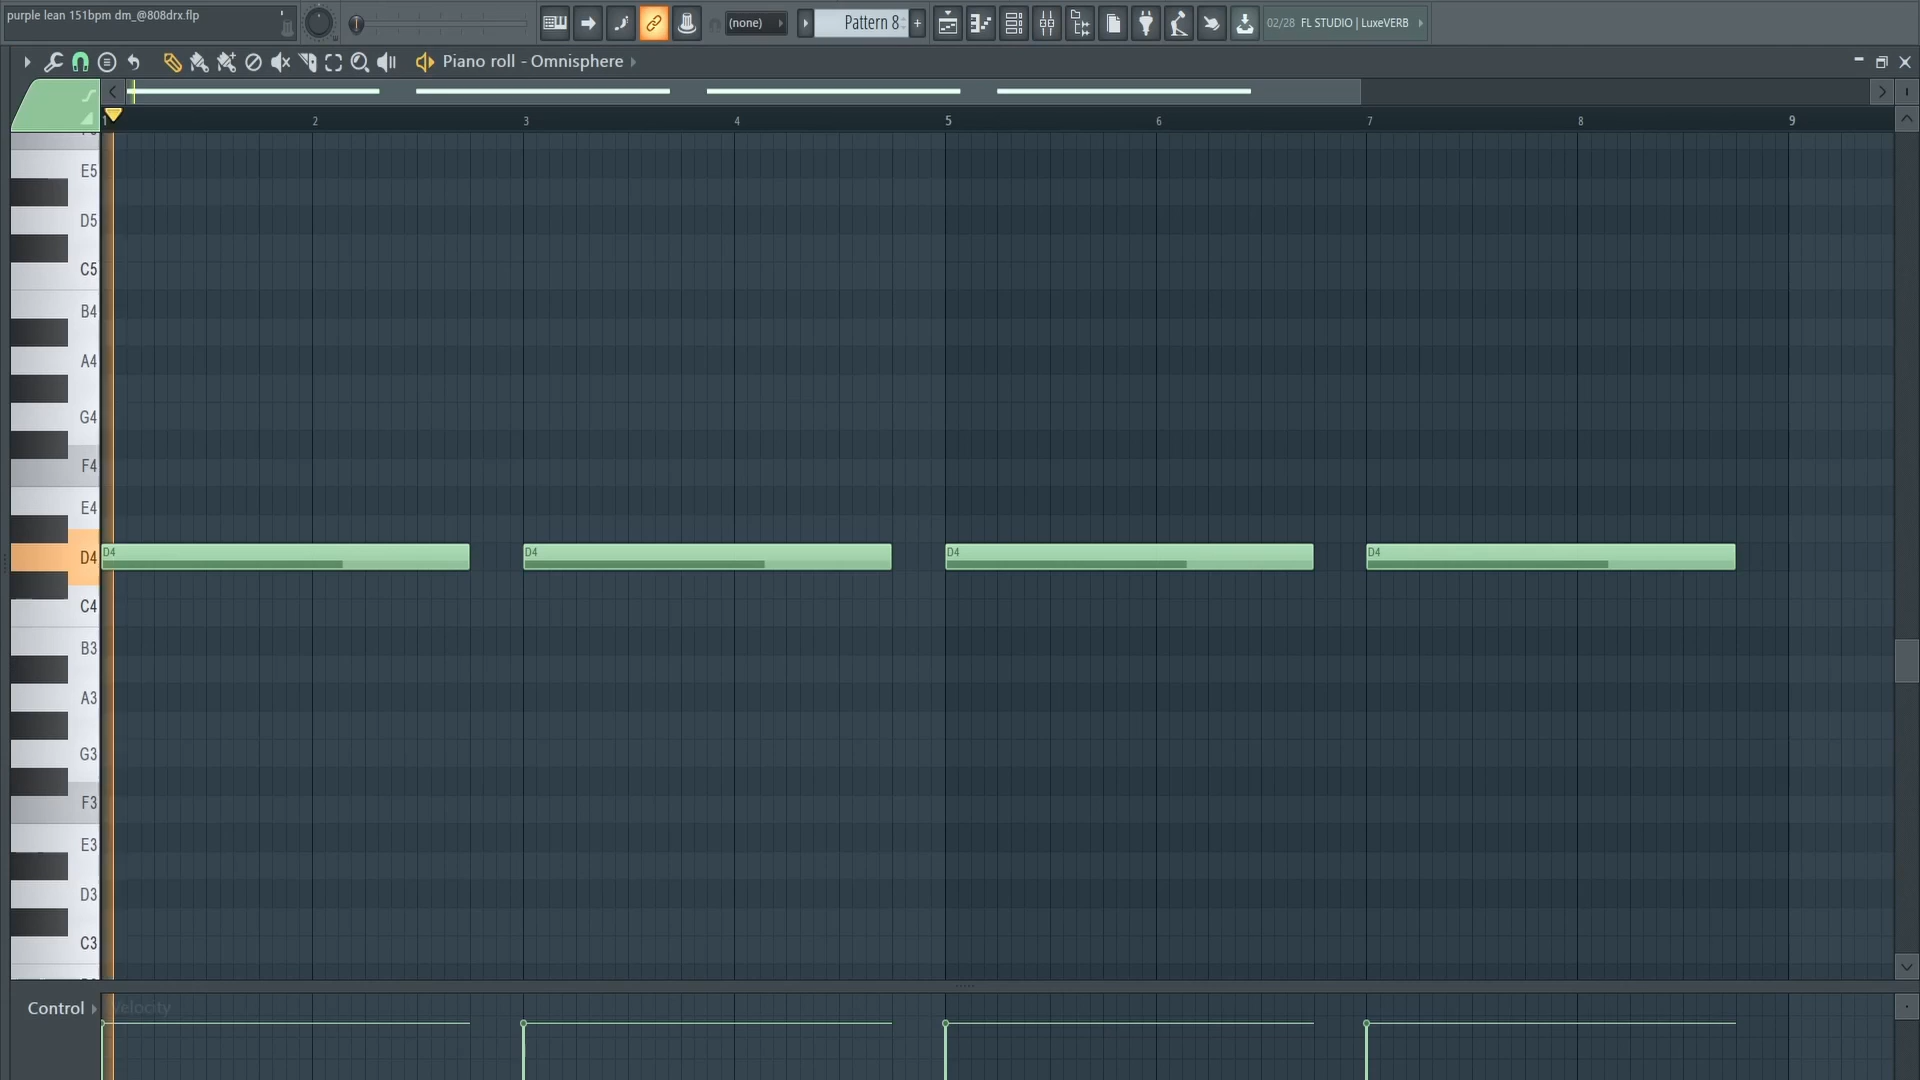 purple lean 151bpm dm_@808drx.flp
(none)
Pattern 8
+
02/28 FL STUDIO | LuxeVERB
Piano roll - Omnisphere
1 2 3 4 5 6 7 8 9
E5
D5
C5
B4
A4
G4
F4
E4
D4 D4 D4 D4 D4
C4
B3
A3
G3
F3
E3
D3
C3
Control Velocity